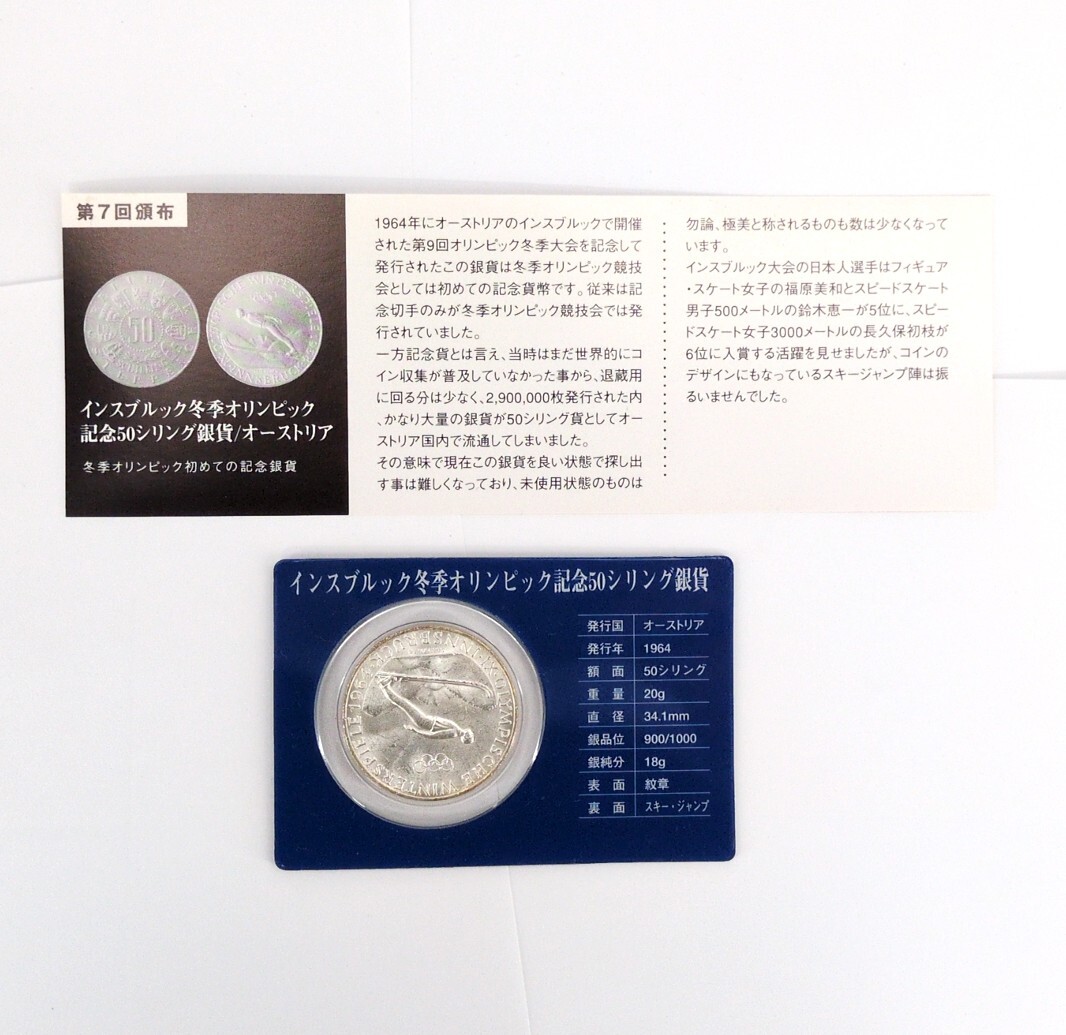 第7回頒布
50
インスブルック冬季オリンピック
記念50シリング銀貨/オーストリア
冬季オリンピック初めての記念銀貨
1964年にオーストリアのインスブルックで開催
された第9回オリンピック冬季大会を記念して
発行されたこの銀貨は冬季オリンピック競技
会としては初めての記念貨幣です。従来は記
念切手のみが冬季オリンピック競技会では発
行されていました。
一方記念貨とは言え、当時はまだ世界的にコ
イン収集が普及していなかった事から、退蔵用
に回る分は少なく、2,900,000枚発行された内
、かなり大量の銀貨が50シリング貨としてオー
ストリア国内で流通してしまいました。
その意味で現在この銀貨を良い状態で探し出
す事は難しくなっており、未使用状態のものは
勿論、極美と称されるものも数は少なくなって
います。
インスブルック大会の日本人選手はフィギュア
・スケート女子の福原美和とスピードスケート
男子500メートルの鈴木恵一が5位に、スピー
ドスケート女子3000メートルの長久保初枝が
6位に入賞する活躍を見せましたが、コインの
デザインにもなっているスキージャンプ陣は振
るいませんでした。
インスブルック冬季オリンピック記念50シリング銀貨
発行国 オーストリア
発行年 1964
額面 50シリング
重量 20g
直径 34.1mm
銀品位 900/1000
銀純分 18g
表面 紋章
裏面 スキー・ジャンプ
OLYMPISCHE WINTERSPIELE 1964 INNSBRUCK